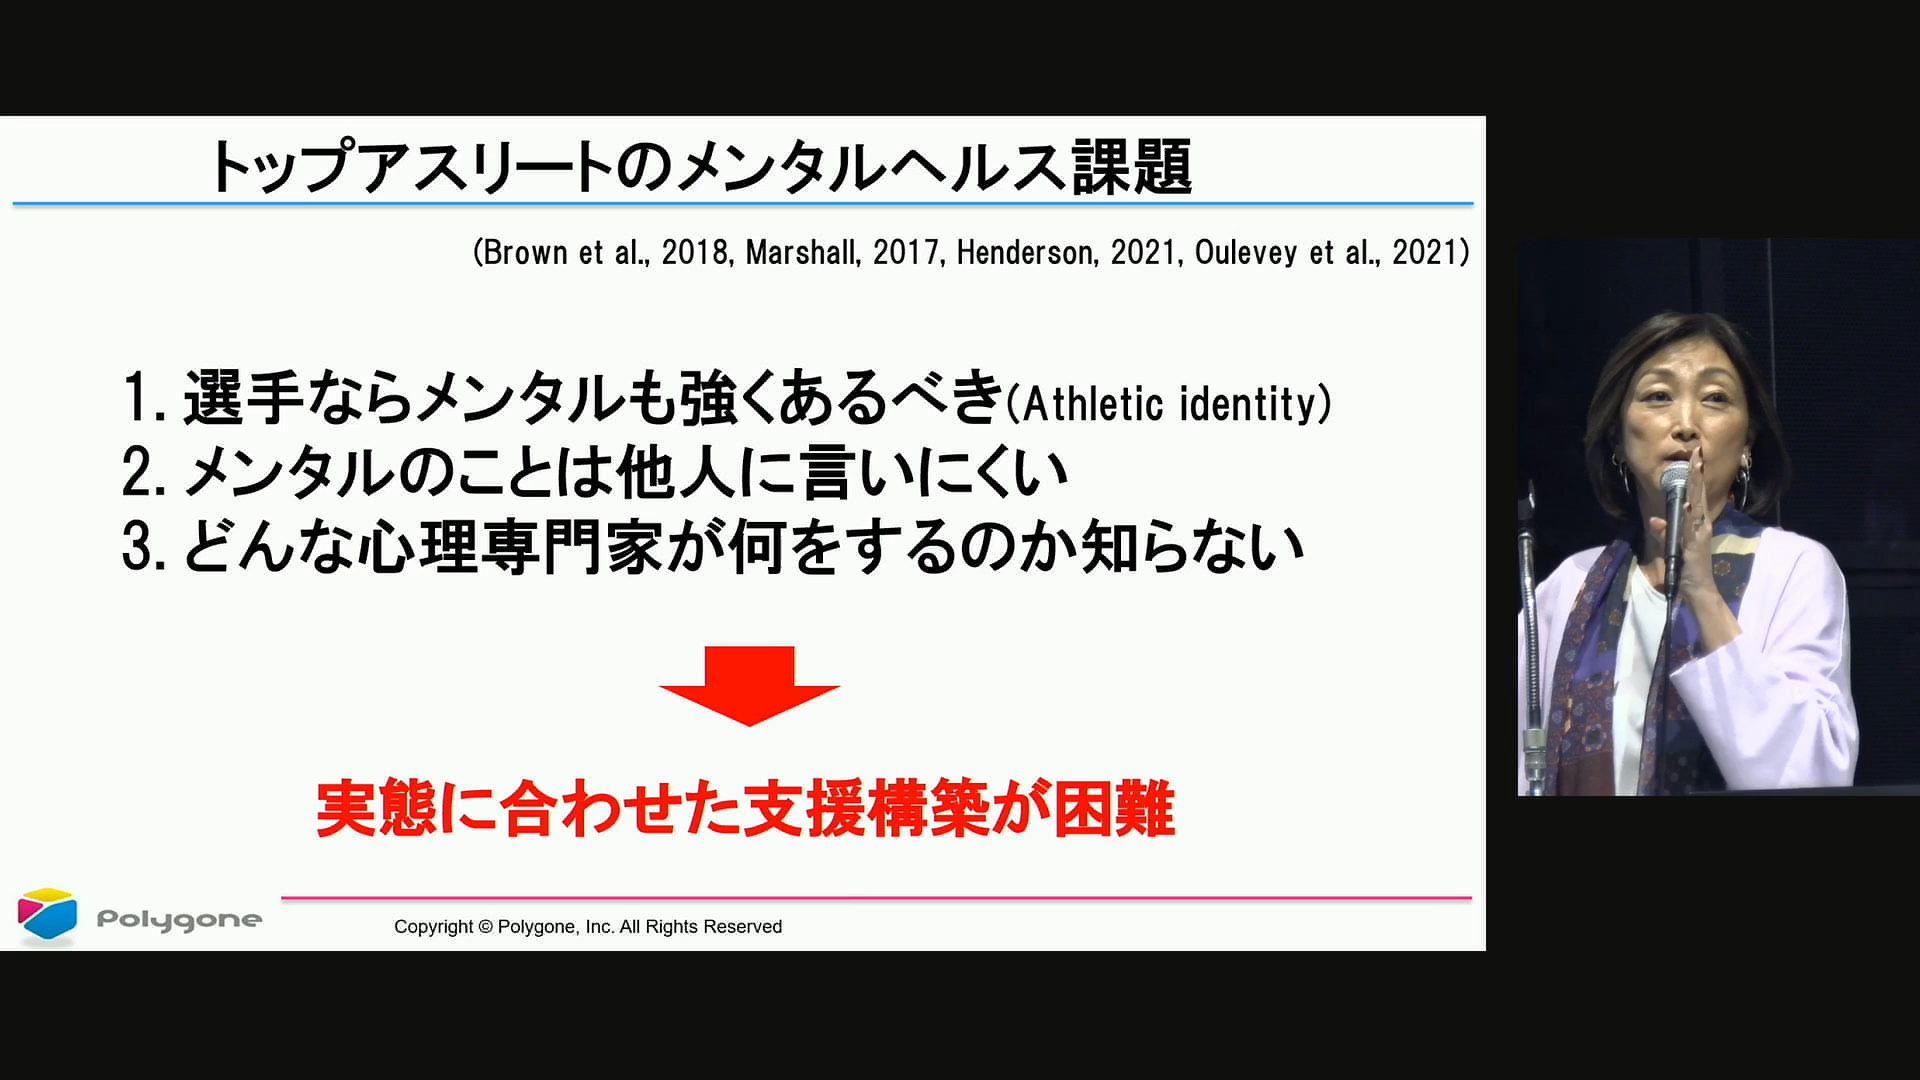 トップアスリートのメンタルヘルス課題
(Brown et al., 2018, Marshall, 2017, Henderson, 2021, Oulevey et al., 2021)
1. 選手ならメンタルも強くあるべき(Athletic identity)
2. メンタルのことは他人に言いにくい
3. どんな心理専門家が何をするのか知らない
実態に合わせた支援構築が困難
Polygone
Copyright © Polygone, Inc. All Rights Reserved